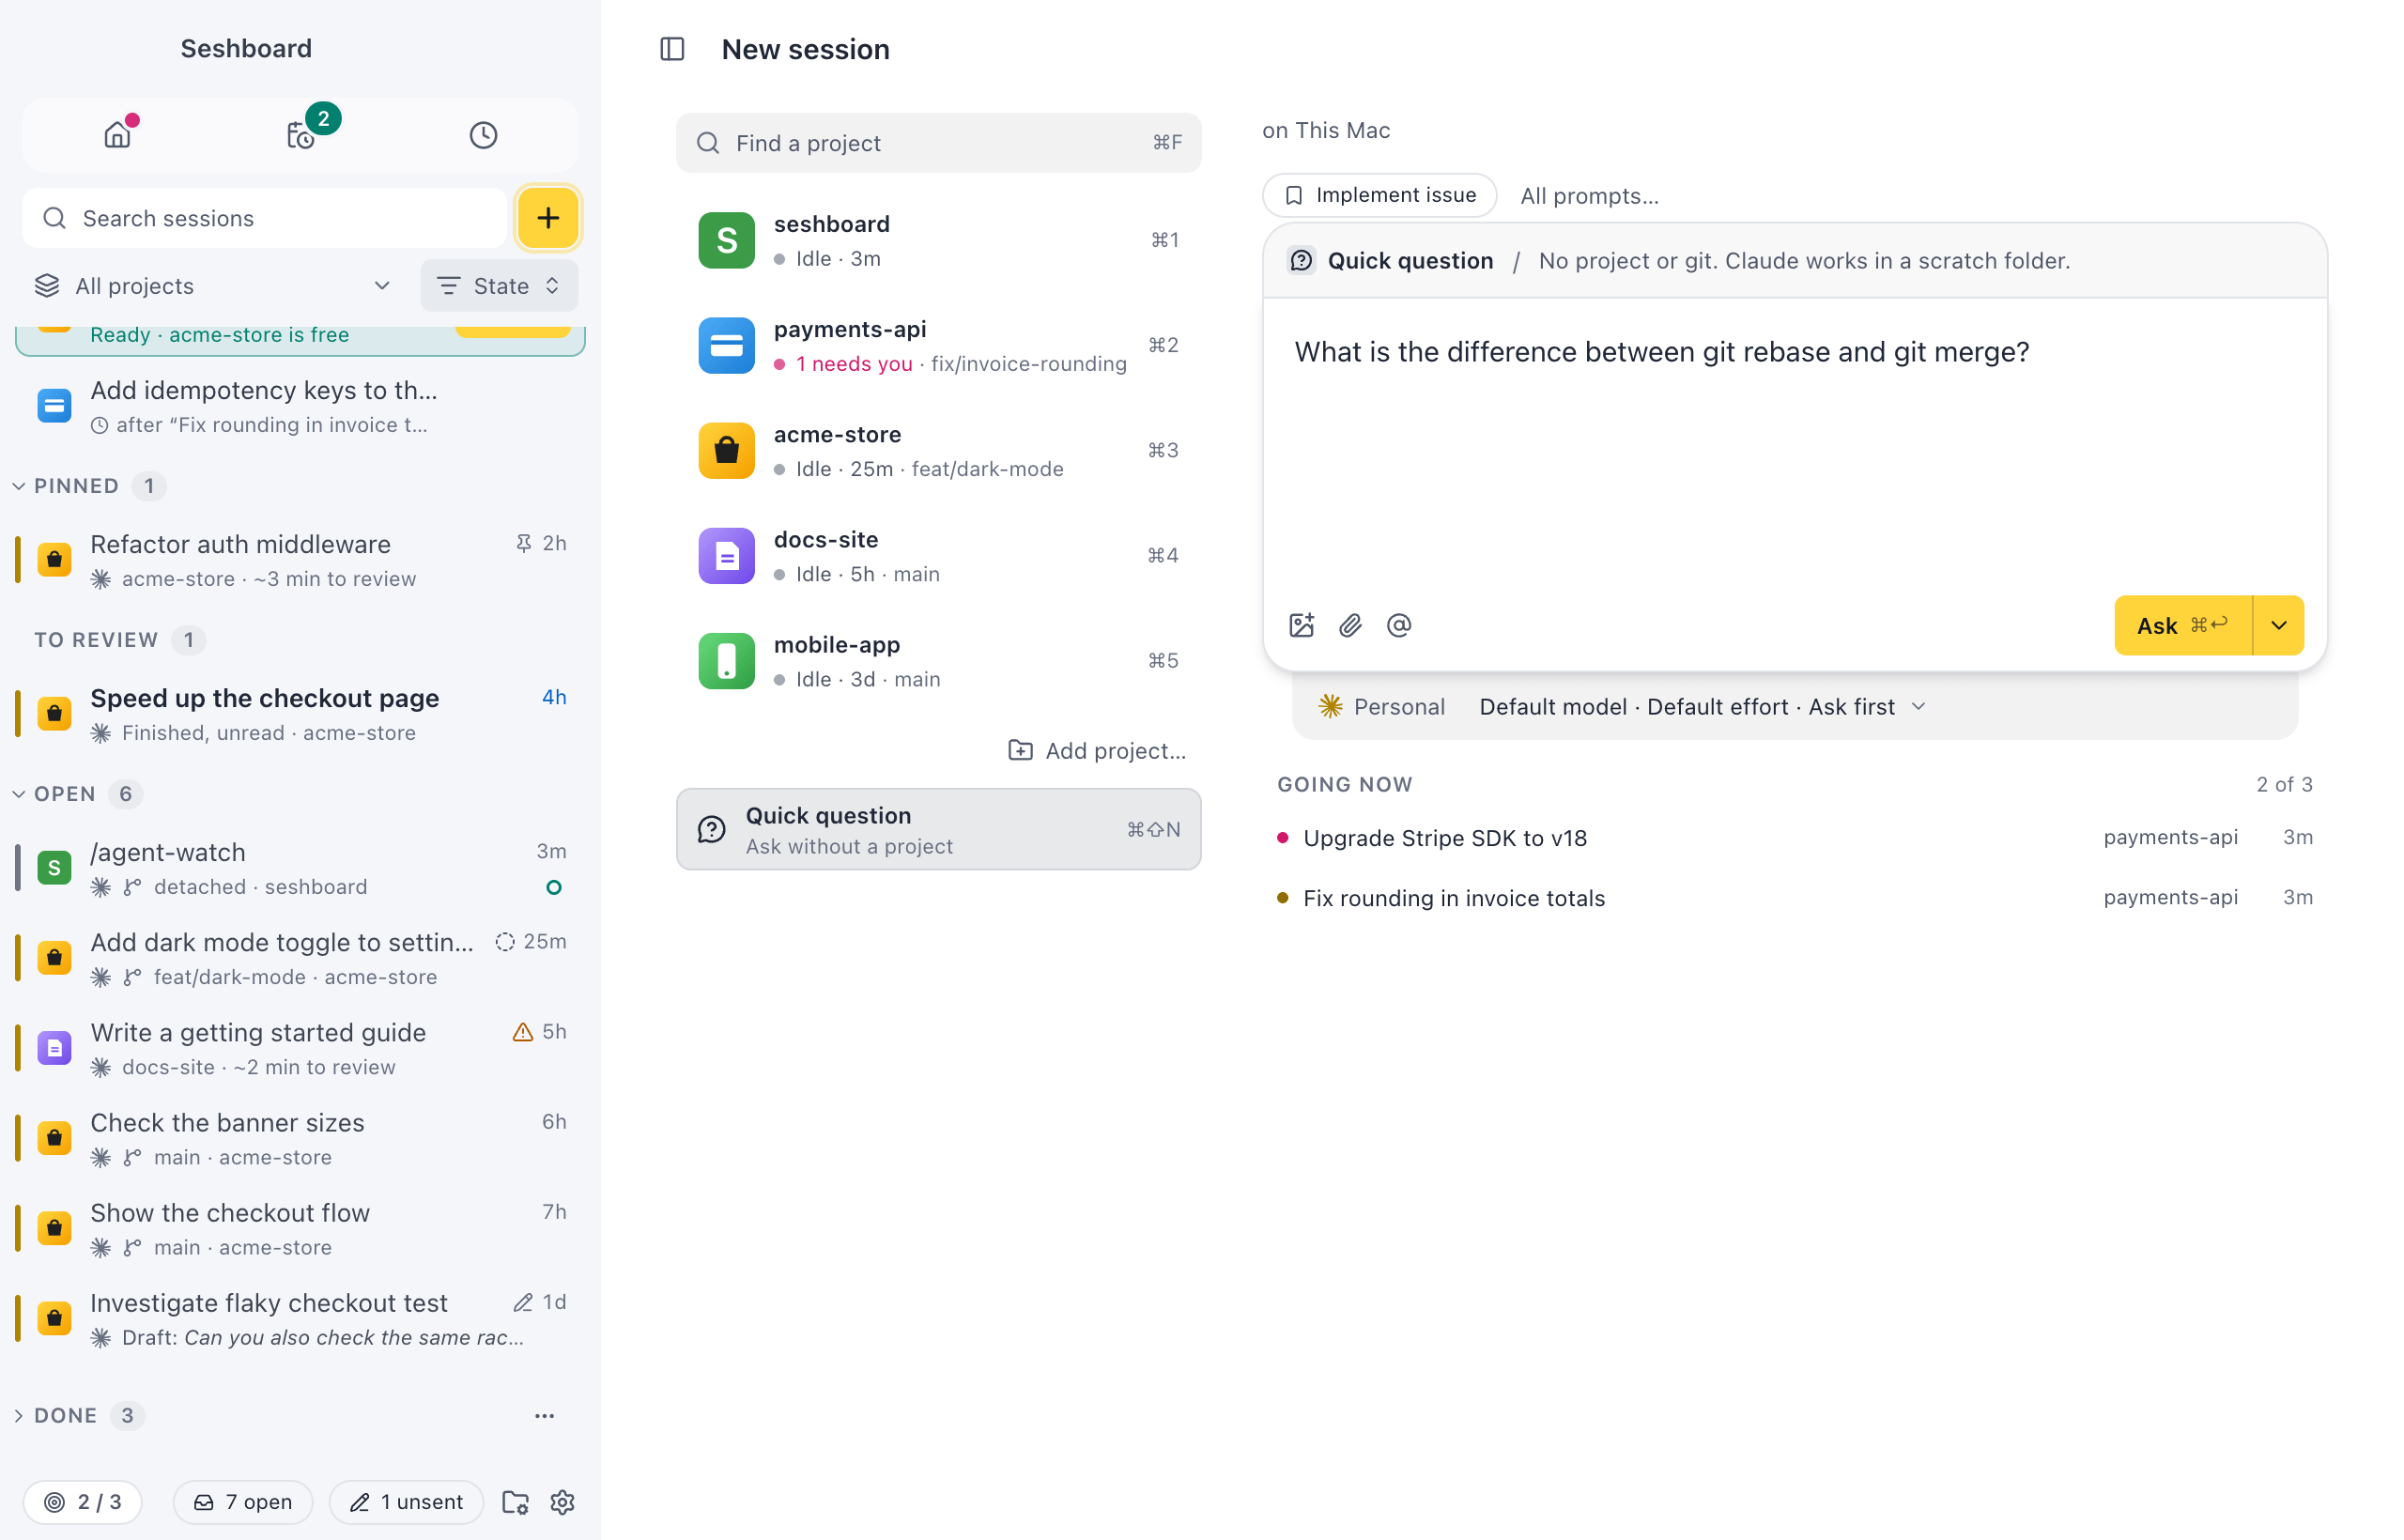 Seshboard
2
Search sessions
All projects
State
Ready · acme-store is free
Add idempotency keys to th...
after “Fix rounding in invoice t...
PINNED 1
Refactor auth middleware 2h
acme-store · ~3 min to review
TO REVIEW 1
Speed up the checkout page 4h
Finished, unread · acme-store
OPEN 6
S
/agent-watch 3m
detached · seshboard
Add dark mode toggle to settin... 25m
feat/dark-mode · acme-store
Write a getting started guide 5h
docs-site · ~2 min to review
Check the banner sizes 6h
main · acme-store
Show the checkout flow 7h
main · acme-store
Investigate flaky checkout test 1d
Draft: Can you also check the same rac...
DONE 3
2 / 3
7 open
1 unsent
New session
Find a project ⌘F
S
seshboard ⌘1
Idle · 3m
payments-api ⌘2
1 needs you · fix/invoice-rounding
acme-store ⌘3
Idle · 25m · feat/dark-mode
docs-site ⌘4
Idle · 5h · main
mobile-app ⌘5
Idle · 3d · main
Add project...
Quick question ⌘⇧N
Ask without a project
on This Mac
Implement issue All prompts...
Quick question / No project or git. Claude works in a scratch folder.
What is the difference between git rebase and git merge?
Ask ⌘↩
Personal Default model · Default effort · Ask first
GOING NOW 2 of 3
Upgrade Stripe SDK to v18 payments-api 3m
Fix rounding in invoice totals payments-api 3m